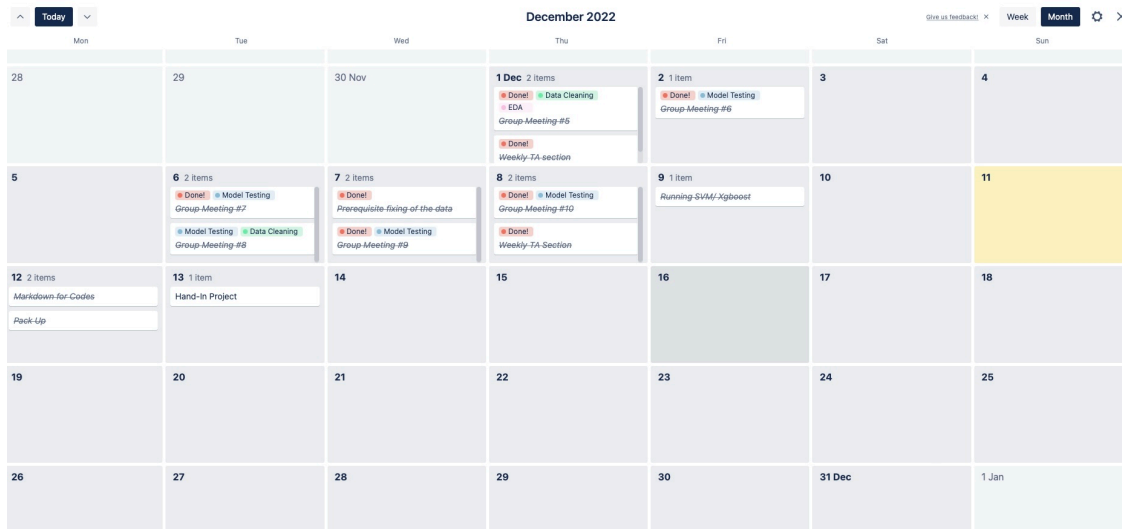 Today
December 2022
Give us feedback! ×
Week
Month
Mon
Tue
Wed
Thu
Fri
Sat
Sun
28
29
30 Nov
1 Dec 2 items
Done! Data Cleaning
EDA
Group Meeting #5
Done!
Weekly TA section
2 1 item
Done! Model Testing
Group Meeting #6
3
4
5
6 2 items
Done! Model Testing
Group Meeting #7
Model Testing Data Cleaning
Group Meeting #8
7 2 items
Done!
Prerequisite fixing of the data
Done! Model Testing
Group Meeting #9
8 2 items
Done! Model Testing
Group Meeting #10
Done!
Weekly TA Section
9 1 item
Running SVM/ Xgboost
10
11
12 2 items
Markdown for Codes
Pack Up
13 1 item
Hand-In Project
14
15
16
17
18
19
20
21
22
23
24
25
26
27
28
29
30
31 Dec
1 Jan